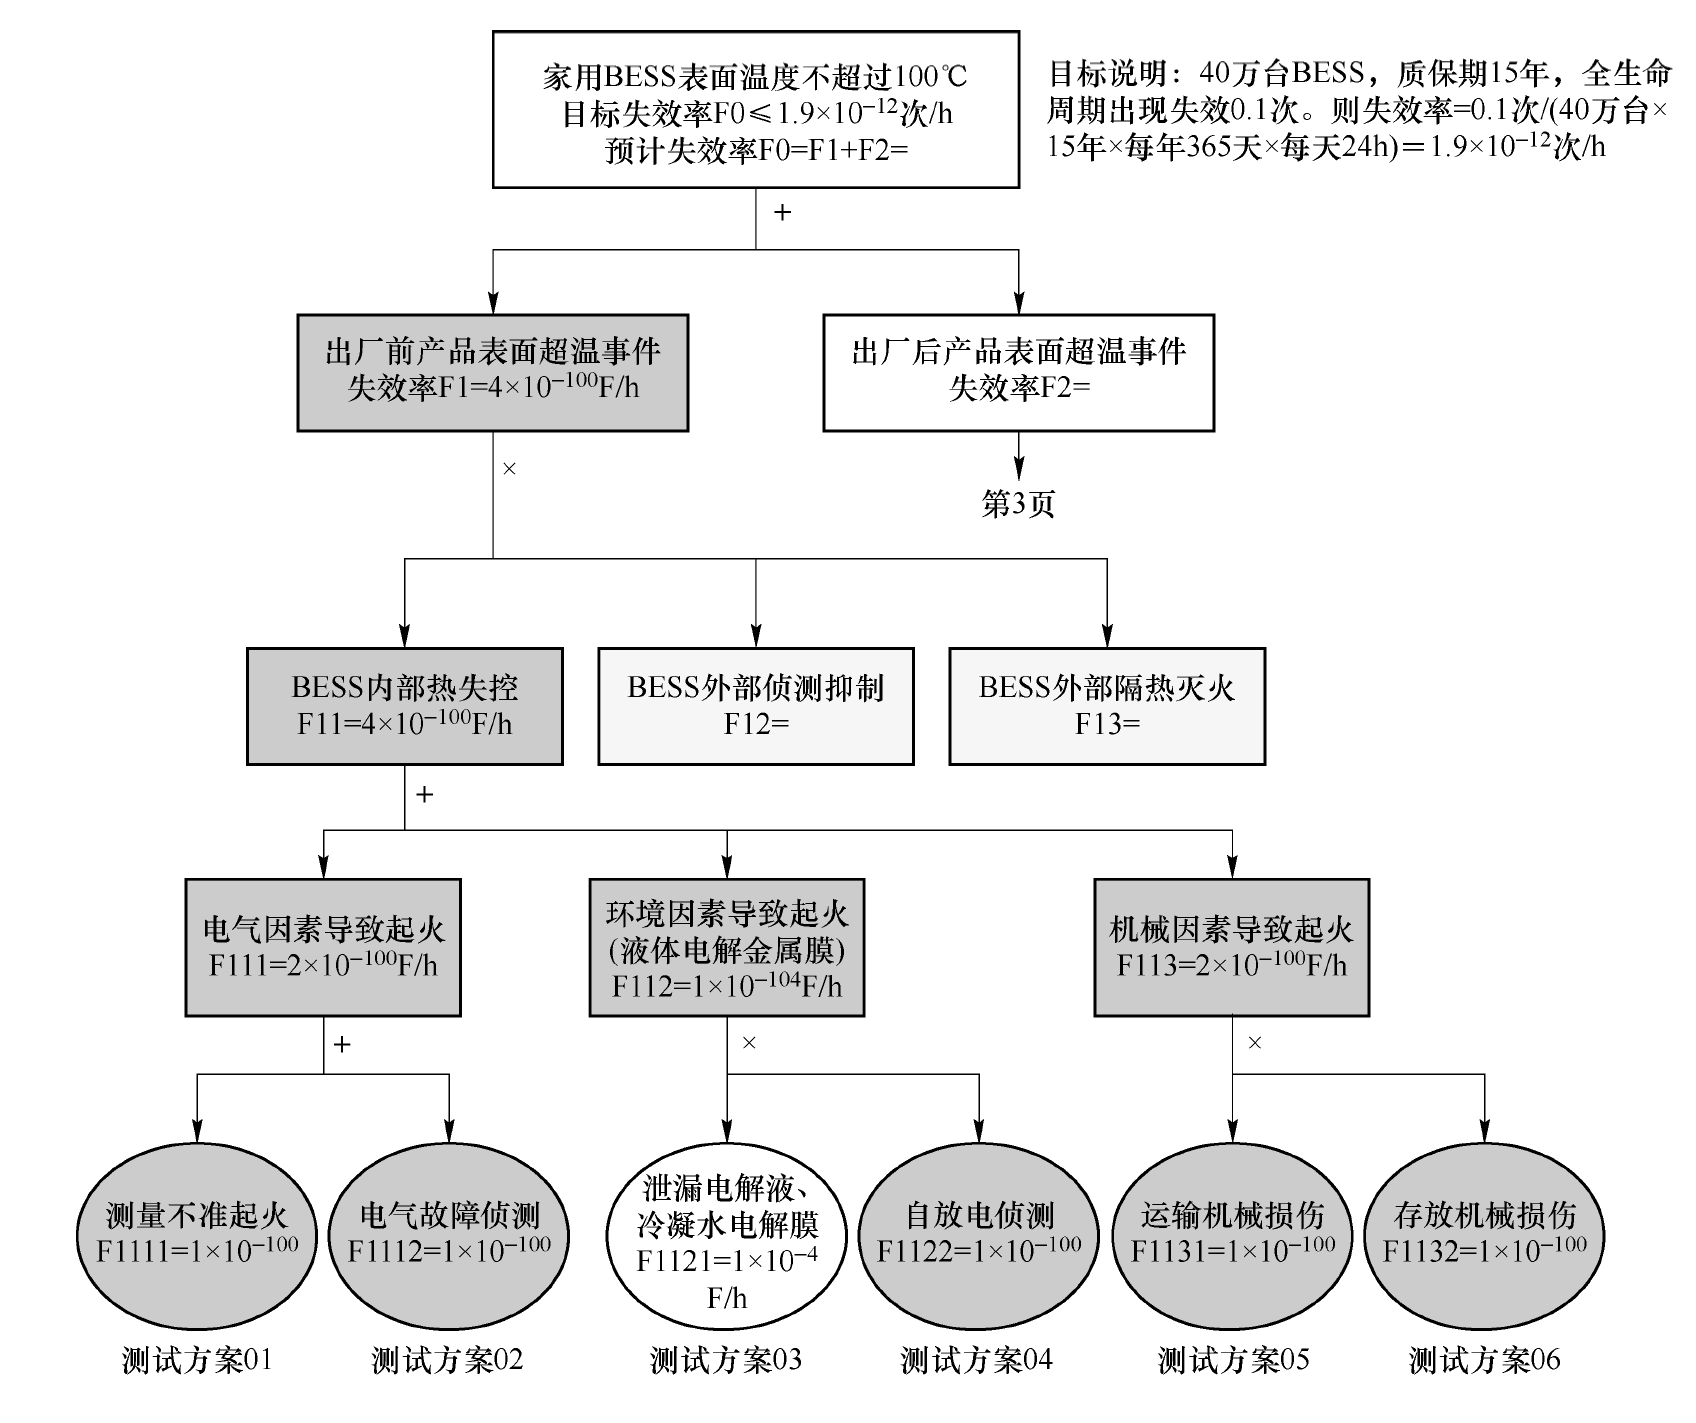 家用BESS表面温度不超过100℃
目标失效率F0≤1.9×10⁻¹²次/h
预计失效率F0=F1+F2=
目标说明：40万台BESS，质保期15年，全生命
周期出现失效0.1次。则失效率=0.1次/(40万台×
15年×每年365天×每天24h)＝1.9×10⁻¹²次/h
+
出厂前产品表面超温事件
失效率F1=4×10⁻¹⁰⁰F/h
出厂后产品表面超温事件
失效率F2=
×
第3页
BESS内部热失控
F11=4×10⁻¹⁰⁰F/h
BESS外部侦测抑制
F12=
BESS外部隔热灭火
F13=
+
电气因素导致起火
F111=2×10⁻¹⁰⁰F/h
环境因素导致起火
(液体电解金属膜)
F112=1×10⁻¹⁰⁴F/h
机械因素导致起火
F113=2×10⁻¹⁰⁰F/h
+
×
×
测量不准起火
F1111=1×10⁻¹⁰⁰
电气故障侦测
F1112=1×10⁻¹⁰⁰
泄漏电解液、
冷凝水电解膜
F1121=1×10⁻⁴
F/h
自放电侦测
F1122=1×10⁻¹⁰⁰
运输机械损伤
F1131=1×10⁻¹⁰⁰
存放机械损伤
F1132=1×10⁻¹⁰⁰
测试方案01
测试方案02
测试方案03
测试方案04
测试方案05
测试方案06